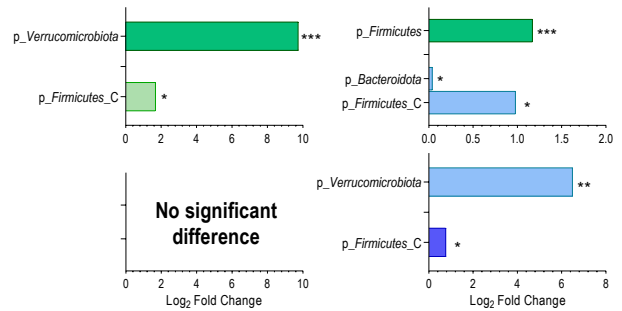 p_Verrucomicrobiota
***
p_Firmicutes_C
*
0 2 4 6 8 10
p_Firmicutes
***
p_Bacteroidota
*
p_Firmicutes_C
*
0.0 0.5 1.0 1.5 2.0
No significant
difference
0 2 4 6 8 10
Log₂ Fold Change
p_Verrucomicrobiota
**
p_Firmicutes_C
*
0 2 4 6 8
Log₂ Fold Change